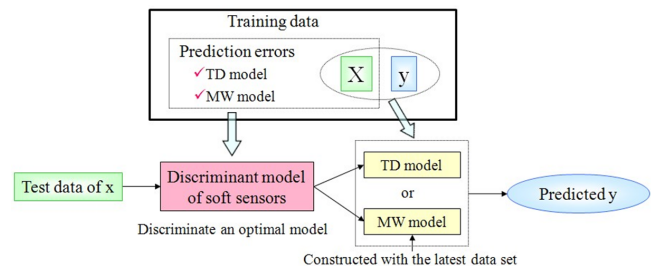 Training data
Prediction errors
✓TD model
✓MW model
X
y
Test data of x
Discriminant model
of soft sensors
Discriminate an optimal model
TD model
or
MW model
Predicted y
Constructed with the latest data set